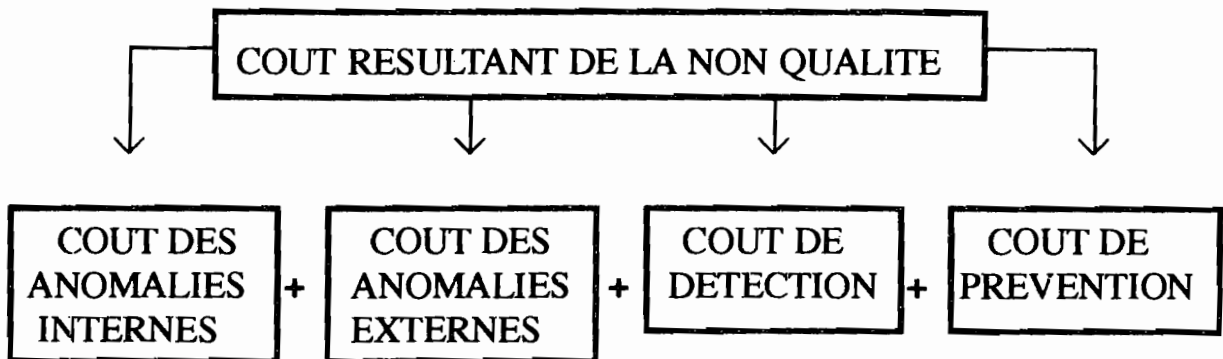 COUT RESULTANT DE LA NON QUALITE
COUT DES
ANOMALIES
INTERNES
+
COUT DES
ANOMALIES
EXTERNES
+
COUT DE
DETECTION
+
COUT DE
PREVENTION